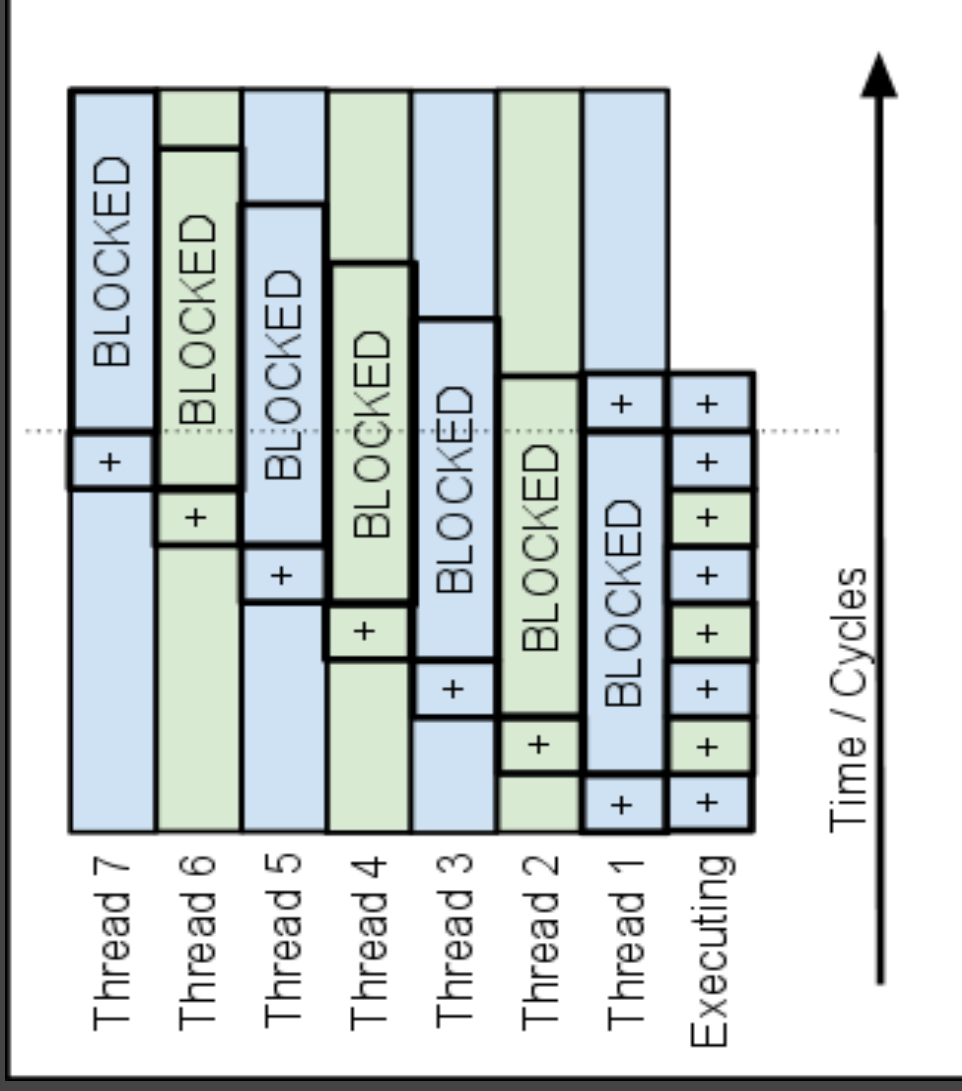 Thread 7
+
BLOCKED
Thread 6
+
BLOCKED
Thread 5
+
BLOCKED
Thread 4
+
BLOCKED
Thread 3
+
BLOCKED
Thread 2
+
BLOCKED
Thread 1
+
BLOCKED
+
Executing
+
+
+
+
+
+
+
+
Time / Cycles